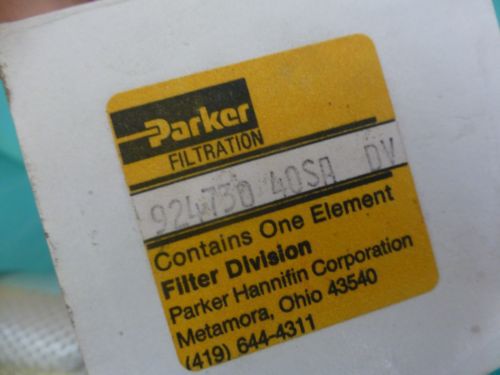 Parker
FILTRATION
924730 40SA DV
Contains One Element
Filter Division
Parker Hannifin Corporation
Metamora, Ohio 43540
(419) 644-4311